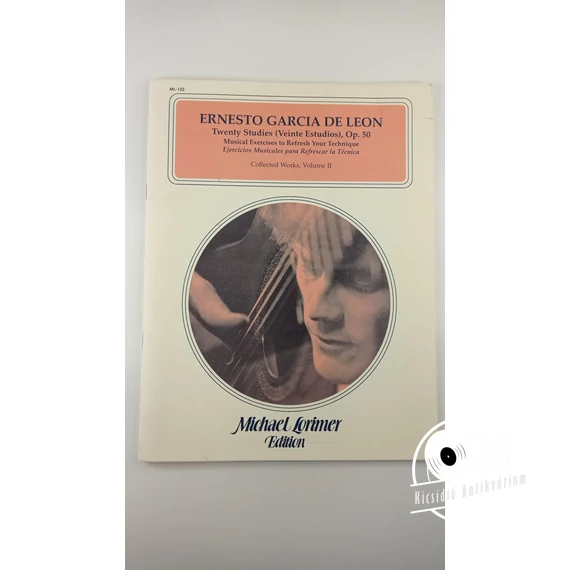 ML-122
ERNESTO GARCIA DE LEON
Twenty Studies (Veinte Estudios), Op. 50
Musical Exercises to Refresh Your Technique
Ejercicios Musicales para Refrescar la Técnica
Collected Works, Volume II
Michael Lorimer
Edition
Kicsidió Antikvárium